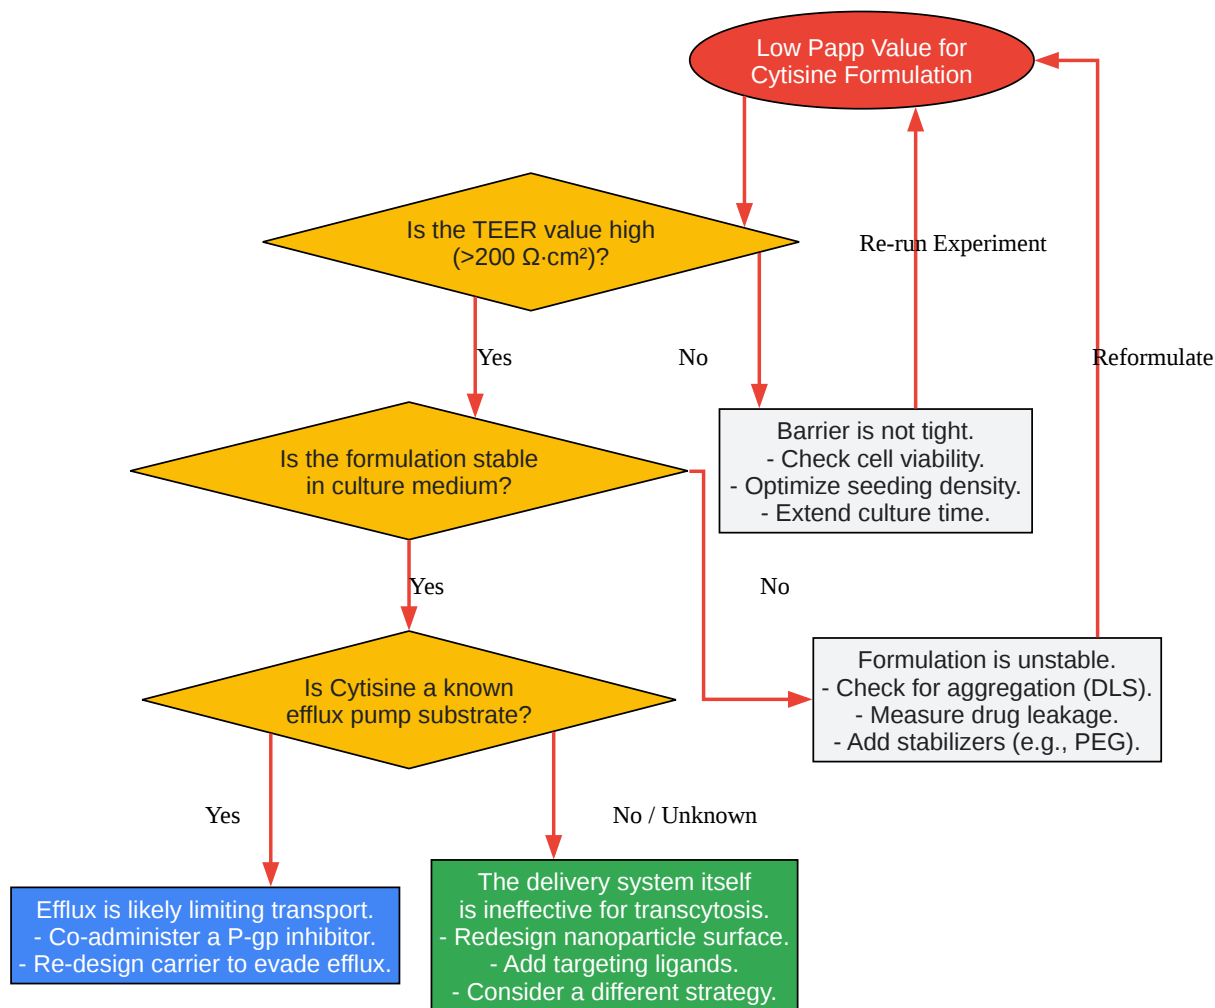 Low Papp Value for
Cytisine Formulation
Is the TEER value high
(>200 Ω·cm²)?
Re-run Experiment
Yes
No
Reformulate
Barrier is not tight.
- Check cell viability.
- Optimize seeding density.
- Extend culture time.
Is the formulation stable
in culture medium?
Yes
No
Formulation is unstable.
- Check for aggregation (DLS).
- Measure drug leakage.
- Add stabilizers (e.g., PEG).
Is Cytisine a known
efflux pump substrate?
Yes
No / Unknown
Efflux is likely limiting transport.
- Co-administer a P-gp inhibitor.
- Re-design carrier to evade efflux.
The delivery system itself
is ineffective for transcytosis.
- Redesign nanoparticle surface.
- Add targeting ligands.
- Consider a different strategy.